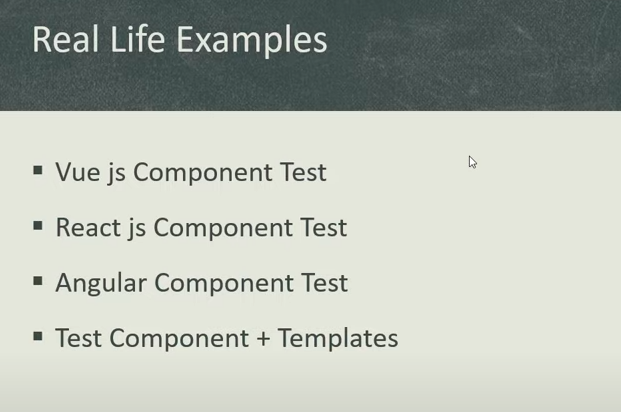 Real Life Examples
Vue js Component Test
React js Component Test
Angular Component Test
Test Component + Templates